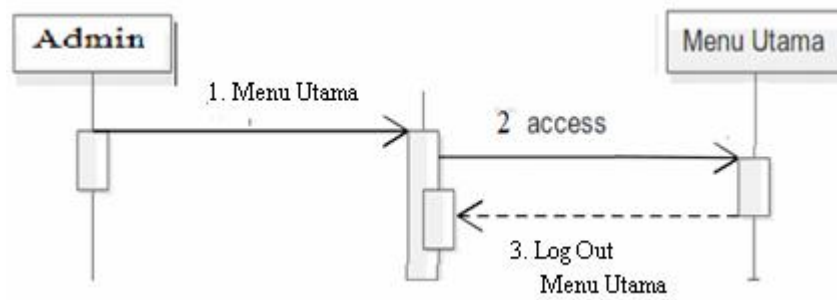 Admin
Menu Utama
1. Menu Utama
2 access
3. Log Out
Menu Utama